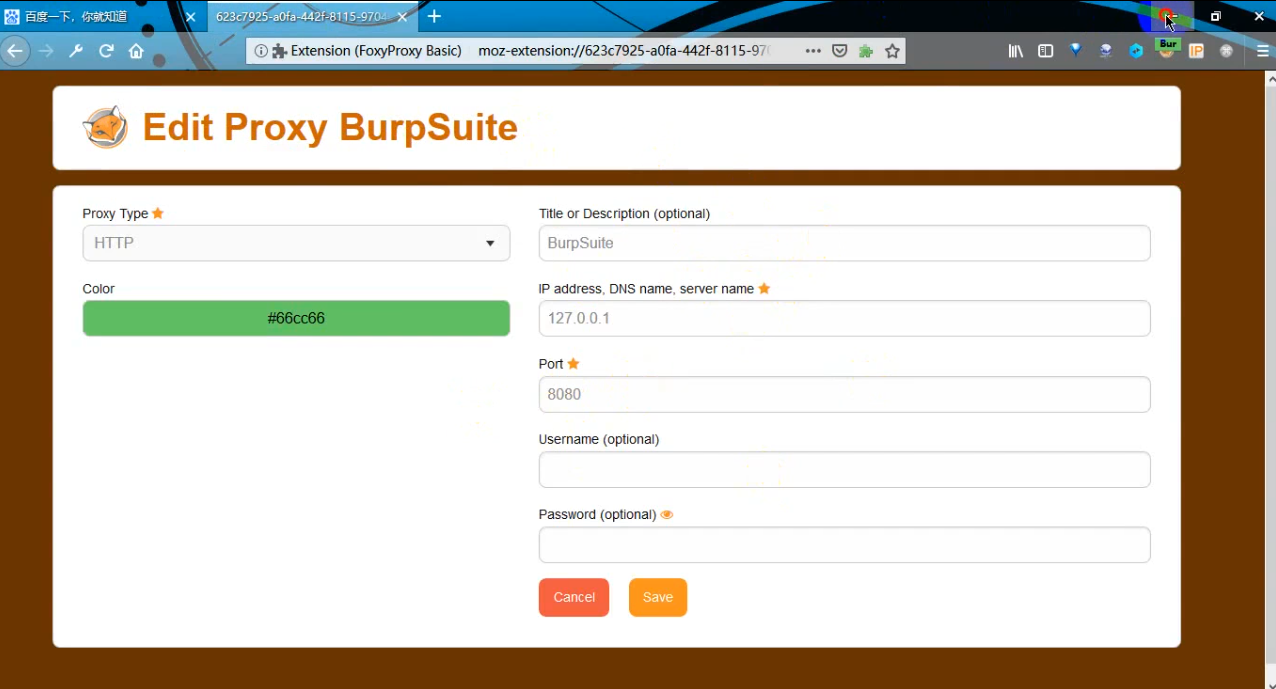 百度一下，你就知道
623c7925-a0fa-442f-8115-9704
Extension (FoxyProxy Basic) moz-extension://623c7925-a0fa-442f-8115-970
Bur
IP
Edit Proxy BurpSuite
Proxy Type
HTTP
Color
#66cc66
Title or Description (optional)
BurpSuite
IP address, DNS name, server name
127.0.0.1
Port
8080
Username (optional)
Password (optional)
Cancel
Save